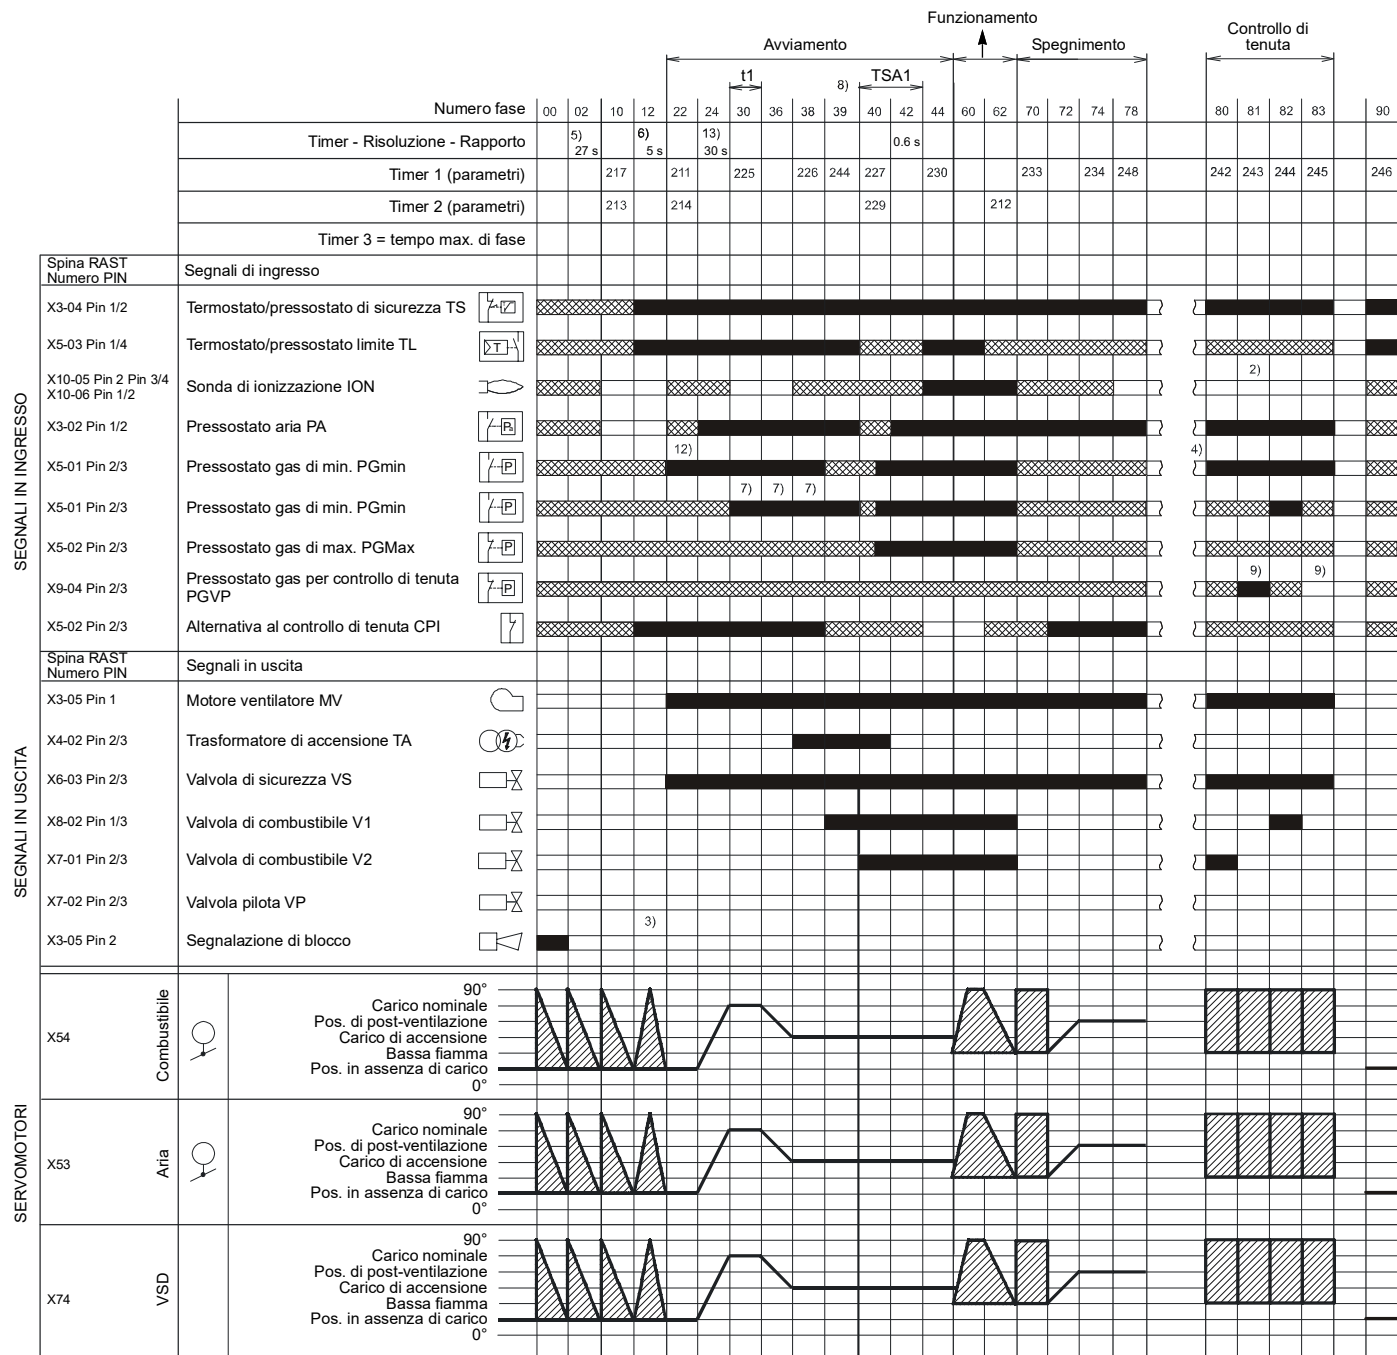 Funzionamento
Avviamento
Spegnimento
Controllo di
tenuta
t1
8)
TSA1
Numero fase 00 02 10 12 22 24 30 36 38 39 40 42 44 60 62 70 72 74 78 80 81 82 83 90
Timer - Risoluzione - Rapporto
5) 6) 13)
27 s 5 s 30 s 0.6 s
Timer 1 (parametri) 217 211 225 226 244 227 230 233 234 248 242 243 244 245 246
Timer 2 (parametri) 213 214 229 212
Timer 3 = tempo max. di fase
Spina RAST
Numero PIN
Segnali di ingresso
SEGNALI IN INGRESSO
X3-04 Pin 1/2 Termostato/pressostato di sicurezza TS
X5-03 Pin 1/4 Termostato/pressostato limite TL T
2)
X10-05 Pin 2 Pin 3/4
X10-06 Pin 1/2
Sonda di ionizzazione ION
X3-02 Pin 1/2 Pressostato aria PA Pa
12) 4)
X5-01 Pin 2/3 Pressostato gas di min. PGmin P
7) 7) 7)
X5-01 Pin 2/3 Pressostato gas di min. PGmin P
X5-02 Pin 2/3 Pressostato gas di max. PGMax P
9) 9)
X9-04 Pin 2/3 Pressostato gas per controllo di tenuta
PGVP P
X5-02 Pin 2/3 Alternativa al controllo di tenuta CPI
Spina RAST
Numero PIN
Segnali in uscita
SEGNALI IN USCITA
X3-05 Pin 1 Motore ventilatore MV
X4-02 Pin 2/3 Trasformatore di accensione TA
X6-03 Pin 2/3 Valvola di sicurezza VS
X8-02 Pin 1/3 Valvola di combustibile V1
X7-01 Pin 2/3 Valvola di combustibile V2
X7-02 Pin 2/3 Valvola pilota VP
3)
X3-05 Pin 2 Segnalazione di blocco
SERVOMOTORI
X54
Combustibile
90°
Carico nominale
Pos. di post-ventilazione
Carico di accensione
Bassa fiamma
Pos. in assenza di carico
0°
X53
Aria
90°
Carico nominale
Pos. di post-ventilazione
Carico di accensione
Bassa fiamma
Pos. in assenza di carico
0°
X74
VSD
90°
Carico nominale
Pos. di post-ventilazione
Carico di accensione
Bassa fiamma
Pos. in assenza di carico
0°